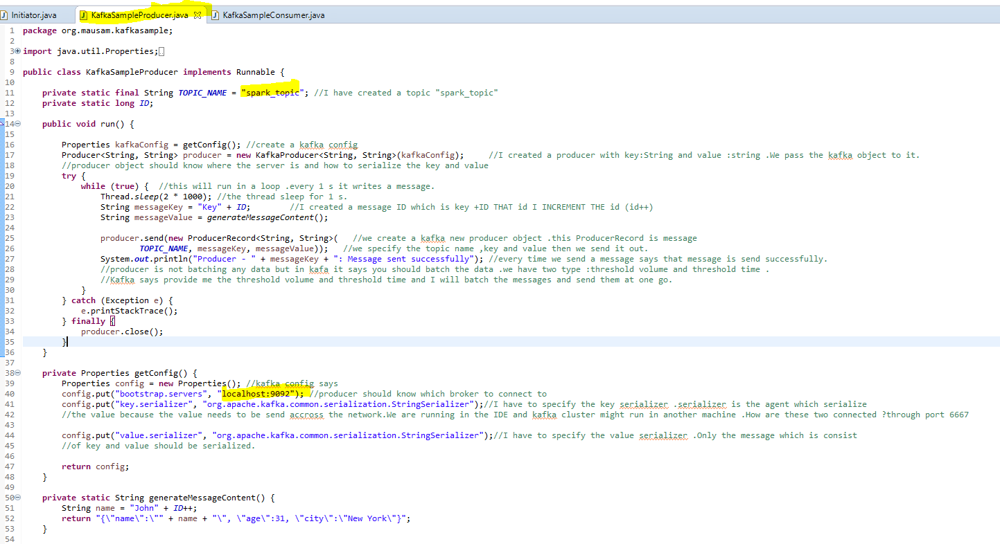 Initiator.java KafkaSampleProducer.java KafkaSampleConsumer.java
1 package org.mausam.kafkasample;
2
3 import java.util.Properties;
8
9 public class KafkaSampleProducer implements Runnable {
10
11 private static final String TOPIC_NAME = "spark_topic"; //I have created a topic "spark_topic"
12 private static long ID;
13
14 public void run() {
15
16 Properties kafkaConfig = getConfig(); //create a kafka config
17 Producer<String, String> producer = new KafkaProducer<String, String>(kafkaConfig); //I created a producer with key:String and value :string .We pass the kafka object to it.
18 //producer object should know where the server is and how to serialize the key and value
19 try {
20 while (true) { //this will run in a loop .every 1 s it writes a message.
21 Thread.sleep(2 * 1000); //the thread sleep for 1 s.
22 String messageKey = "Key" + ID; //I created a message ID which is key +ID THAT id I INCREMENT THE id (id++)
23 String messageValue = generateMessageContent();
24
25 producer.send(new ProducerRecord<String, String>( //we create a kafka new producer object .this ProducerRecord is message
26 TOPIC_NAME, messageKey, messageValue)); //we specify the topic name ,key and value then we send it out.
27 System.out.println("Producer - " + messageKey + ": Message sent successfully"); //every time we send a message says that message is send successfully.
28 //producer is not batching any data but in kafa it says you should batch the data .we have two type :threshold volume and threshold time .
29 //Kafka says provide me the threshold volume and threshold time and I will batch the messages and send them at one go.
30 }
31 } catch (Exception e) {
32 e.printStackTrace();
33 } finally {
34 producer.close();
35 }
36 }
37
38 private Properties getConfig() {
39 Properties config = new Properties(); //kafka config says
40 config.put("bootstrap.servers", "localhost:9092"); //producer should know which broker to connect to
41 config.put("key.serializer", "org.apache.kafka.common.serialization.StringSerializer");//I have to specify the key serializer .serializer is the agent which serialize
42 //the value because the value needs to be send accross the network.We are running in the IDE and kafka cluster might run in another machine .How are these two connected ?through port 6667
43
44 config.put("value.serializer", "org.apache.kafka.common.serialization.StringSerializer");//I have to specify the value serializer .Only the message which is consist
45 //of key and value should be serialized.
46
47 return config;
48 }
49
50 private static String generateMessageContent() {
51 String name = "John" + ID++;
52 return "{\"name\":\"" + name + "\", \"age\":31, \"city\":\"New York\"}";
53 }
54